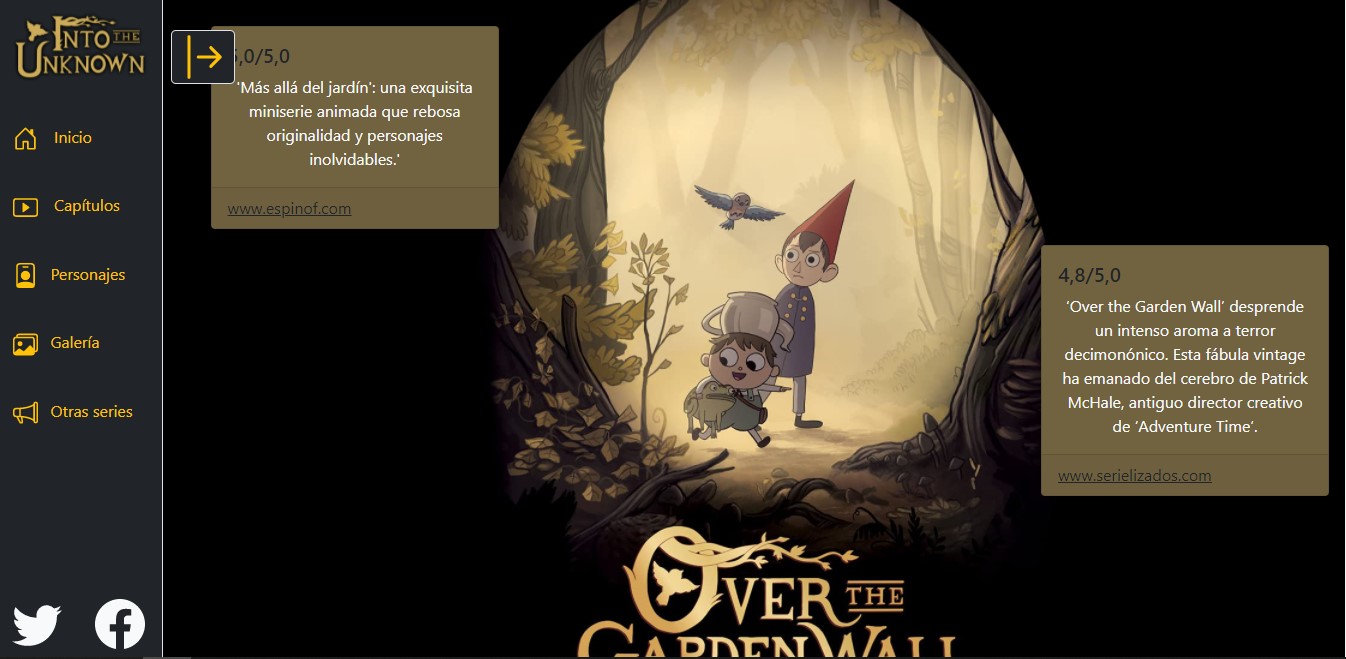 INTO THE
UNKNOWN
Inicio
Capítulos
Personajes
Galería
Otras series
,0/5,0
'Más allá del jardín': una exquisita
miniserie animada que rebosa
originalidad y personajes
inolvidables.'
www.espinof.com
4,8/5,0
‘Over the Garden Wall’ desprende
un intenso aroma a terror
decimonónico. Esta fábula vintage
ha emanado del cerebro de Patrick
McHale, antiguo director creativo
de ‘Adventure Time’.
www.serielizados.com
OVER THE
GARDEN WALL